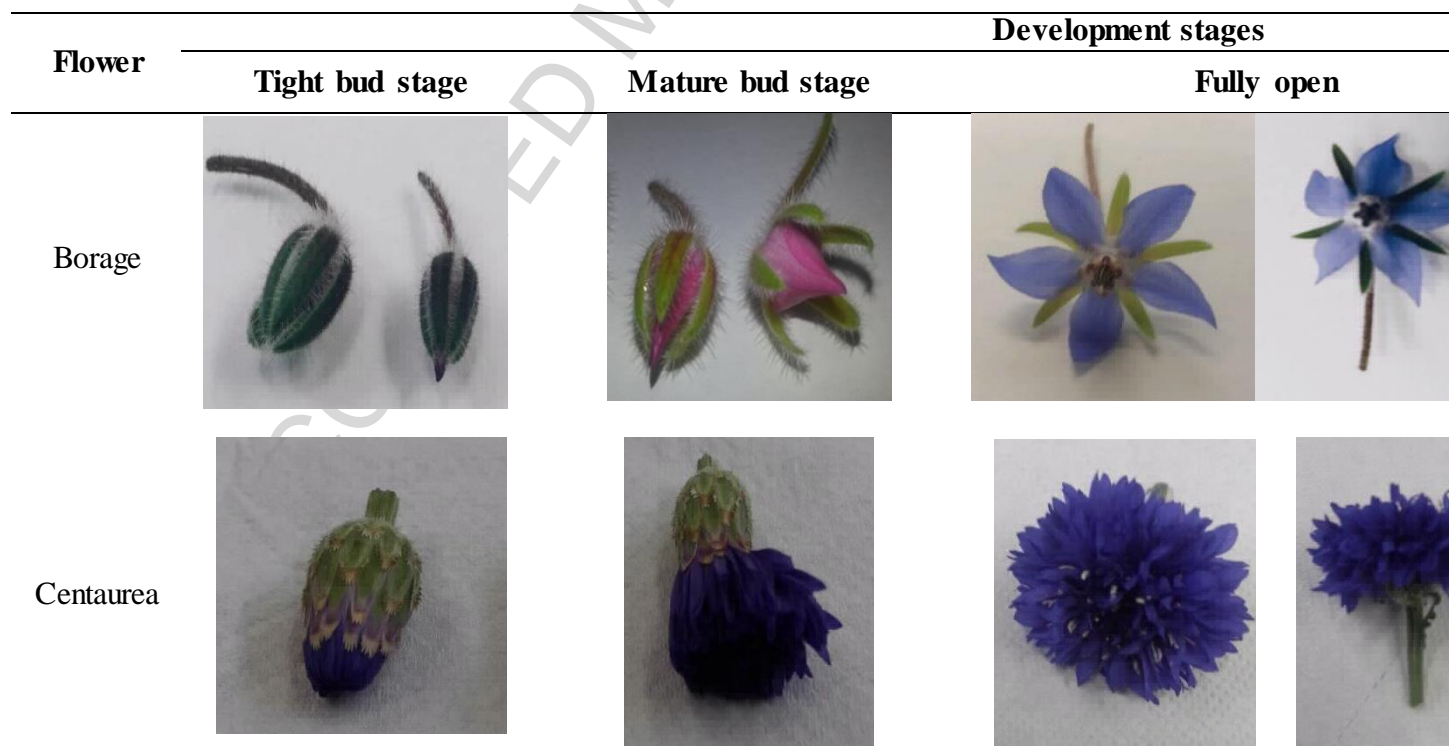 Development stages
Flower
Tight bud stage Mature bud stage Fully open
Borage
Centaurea